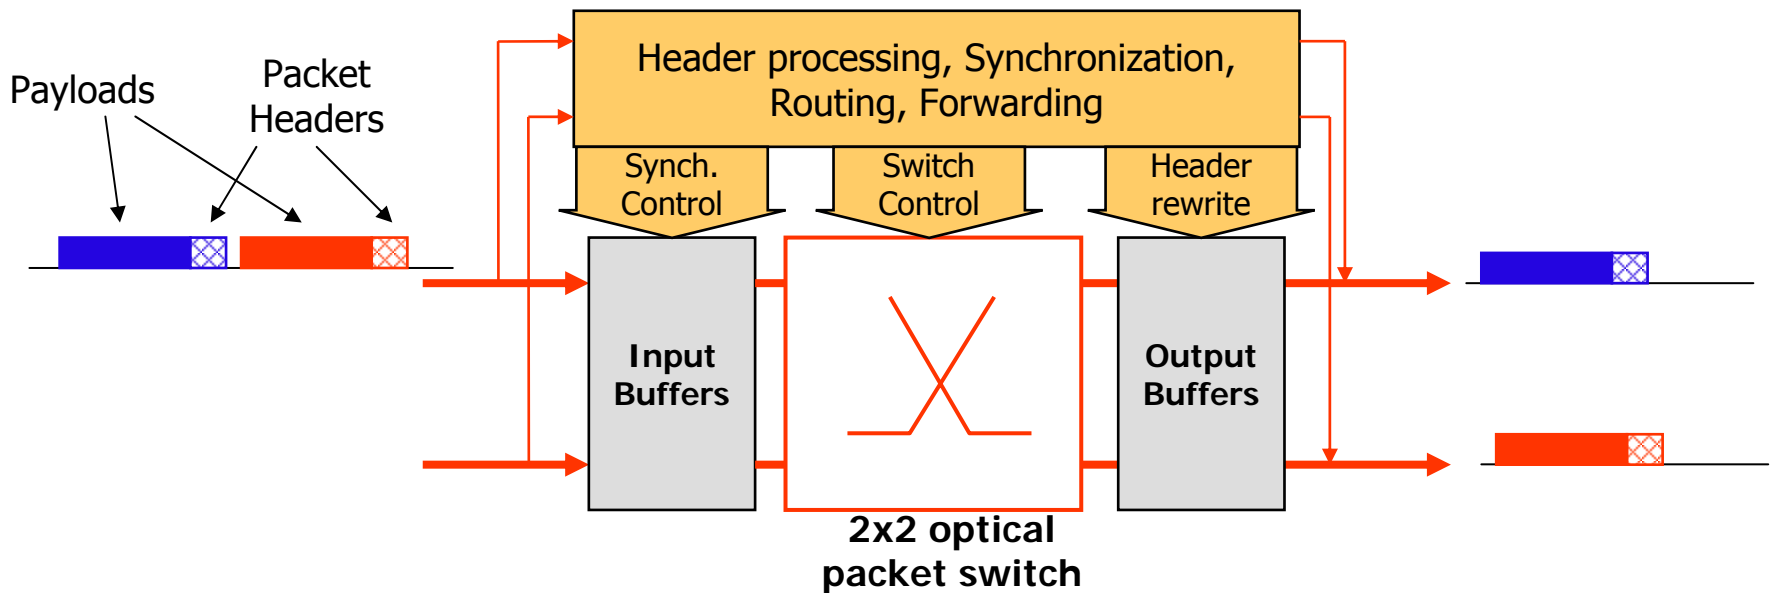 Payloads
Packet
Headers
Header processing, Synchronization,
Routing, Forwarding
Synch.
Control
Switch
Control
Header
rewrite
Input
Buffers
Output
Buffers
2x2 optical
packet switch